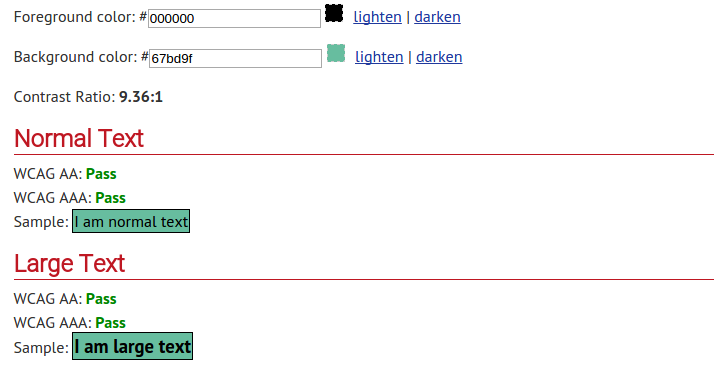 Foreground color: #000000 lighten | darken
Background color: #67bd9f lighten | darken
Contrast Ratio: 9.36:1
Normal Text
WCAG AA: Pass
WCAG AAA: Pass
Sample: I am normal text
Large Text
WCAG AA: Pass
WCAG AAA: Pass
Sample: I am large text